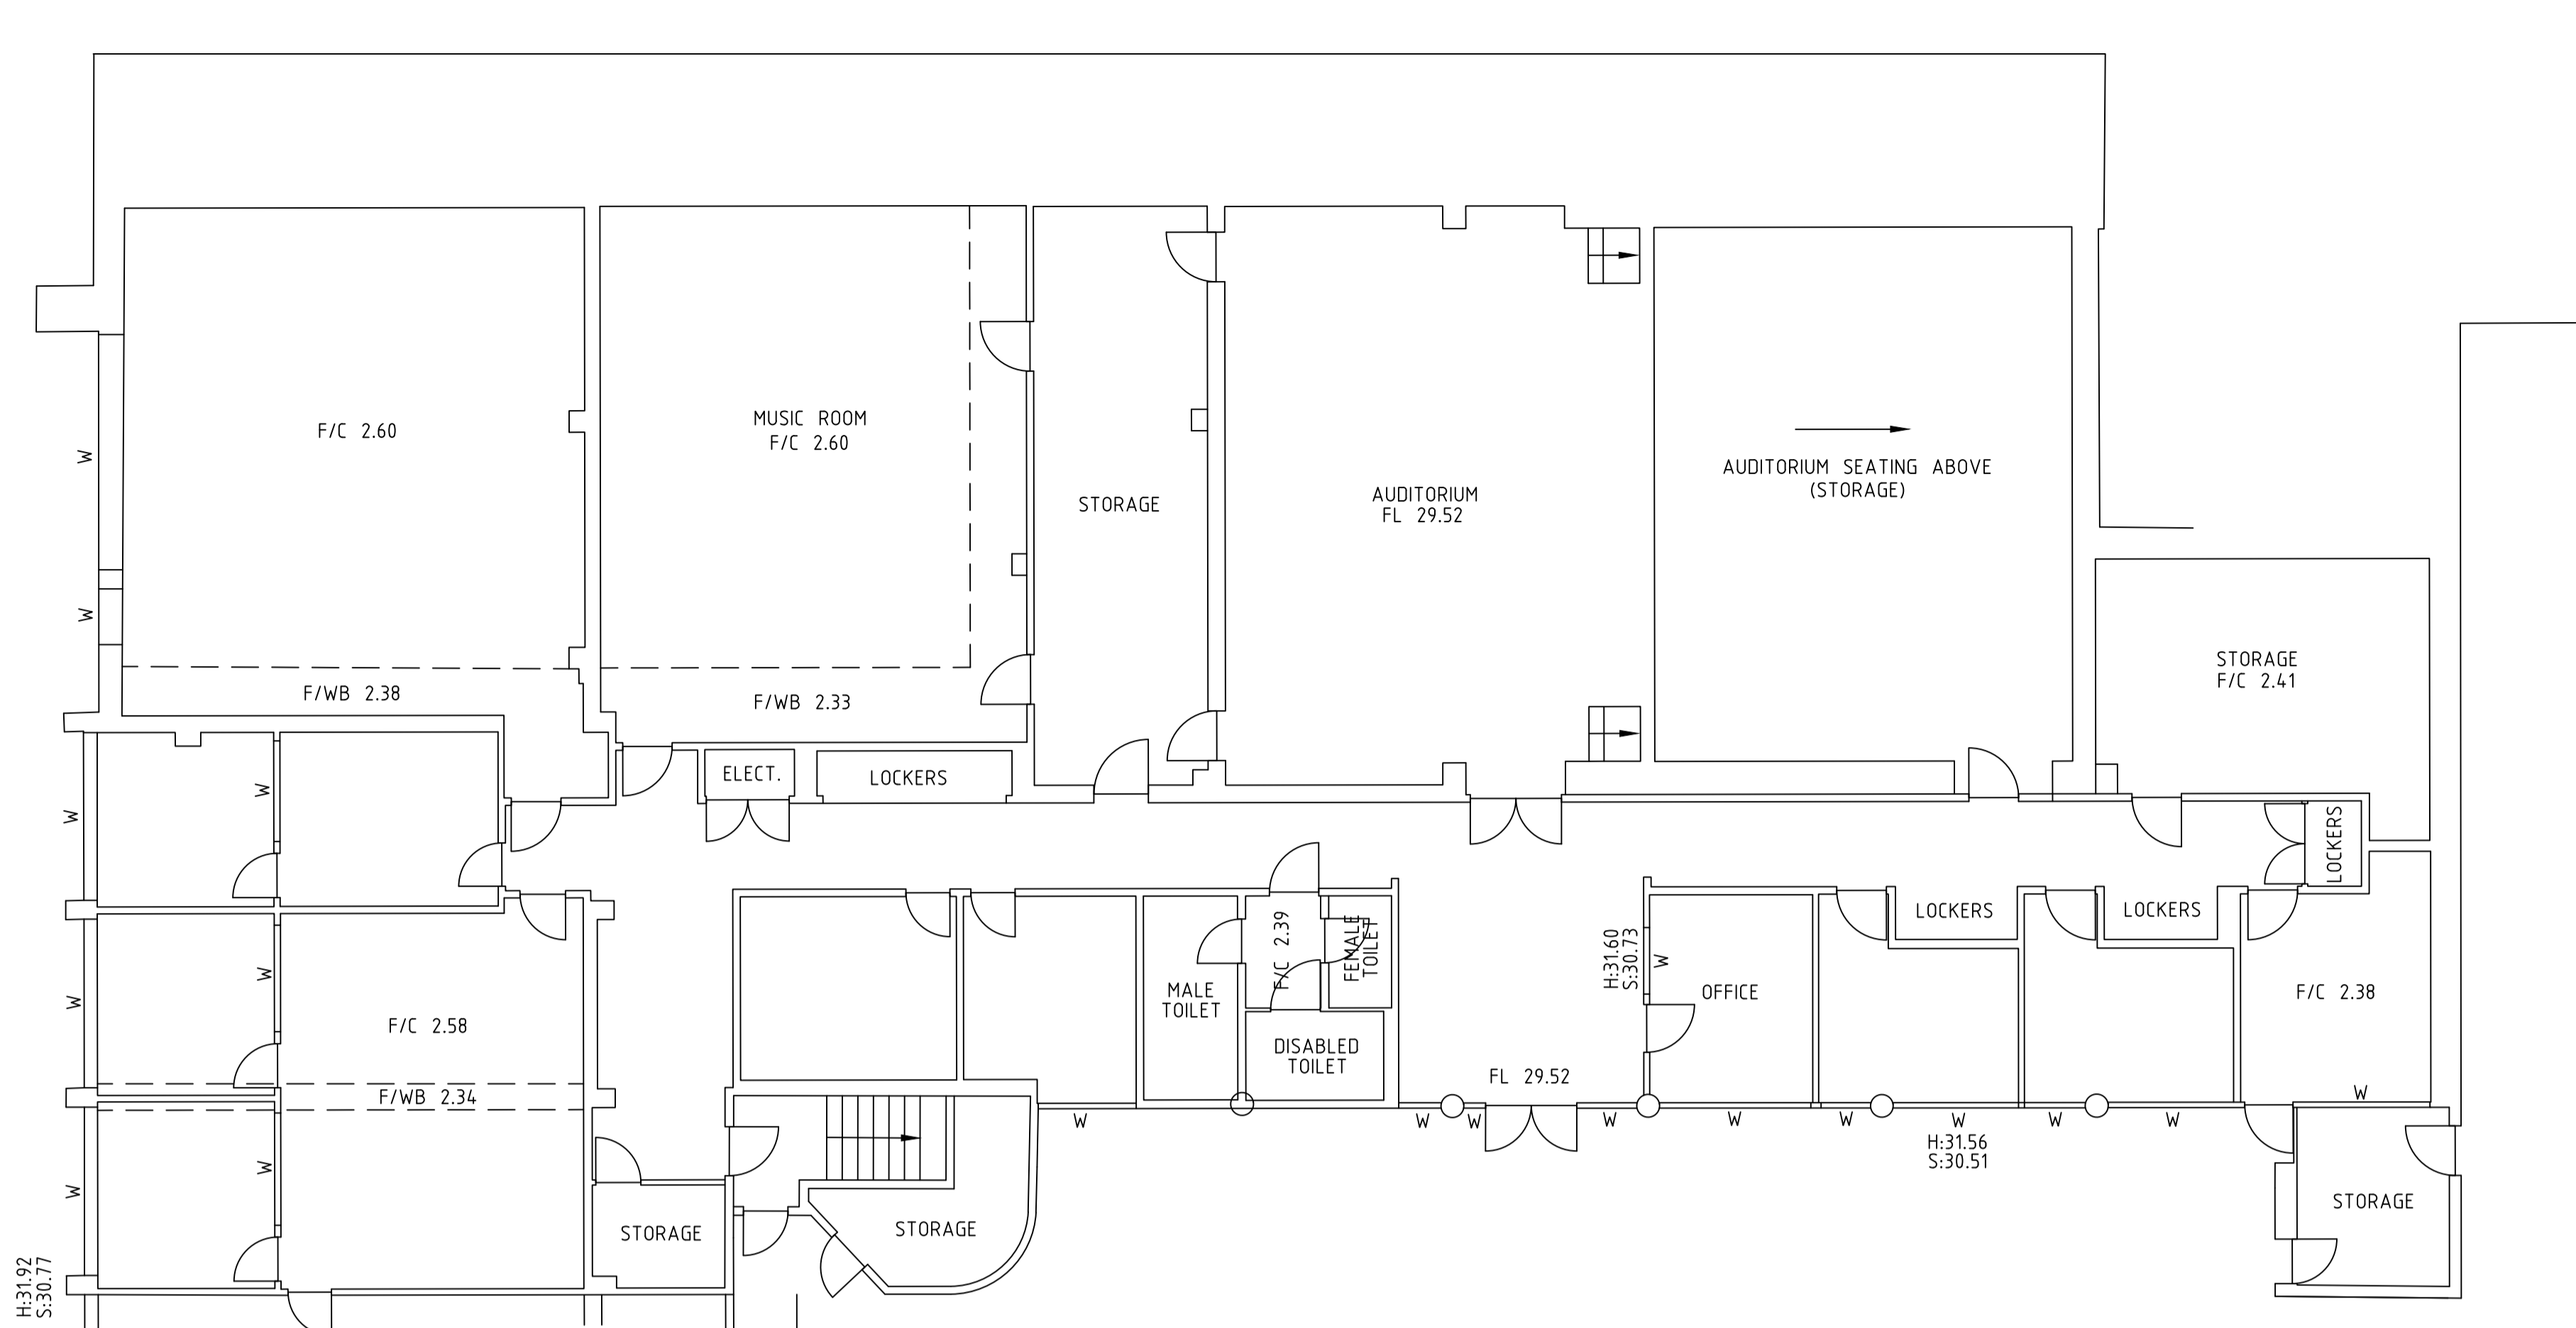 F/C 2.60
MUSIC ROOM
F/C 2.60
STORAGE
AUDITORIUM
FL 29.52
AUDITORIUM SEATING ABOVE
(STORAGE)
STORAGE
F/C 2.41
W
W
F/WB 2.38
F/WB 2.33
ELECT.
LOCKERS
LOCKERS
W
W
F/C 2.39
FEMALE
TOILET
MALE
TOILET
DISABLED
TOILET
H:31.60
S:30.73
W
OFFICE
LOCKERS
LOCKERS
F/C 2.38
W
W
F/C 2.58
F/WB 2.34
FL 29.52
W
W
W
W
W
W
W
W
W
W
H:31.56
S:30.51
W
W
STORAGE
STORAGE
STORAGE
H:31.92
S:30.77